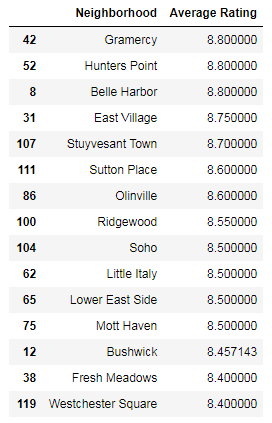 Neighborhood Average Rating
42 Gramercy 8.800000
52 Hunters Point 8.800000
8 Belle Harbor 8.800000
31 East Village 8.750000
107 Stuyvesant Town 8.700000
111 Sutton Place 8.600000
86 Olinville 8.600000
100 Ridgewood 8.550000
104 Soho 8.500000
62 Little Italy 8.500000
65 Lower East Side 8.500000
75 Mott Haven 8.500000
12 Bushwick 8.457143
38 Fresh Meadows 8.400000
119 Westchester Square 8.400000